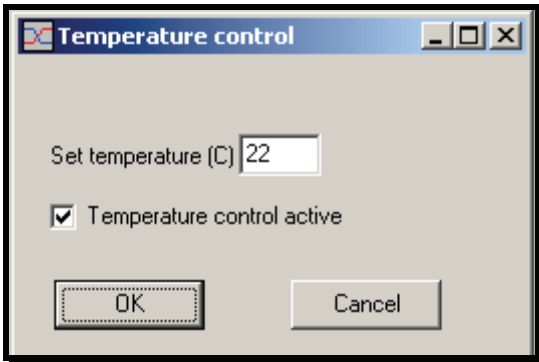 Temperature control
Set temperature (C) 22
Temperature control active
OK Cancel